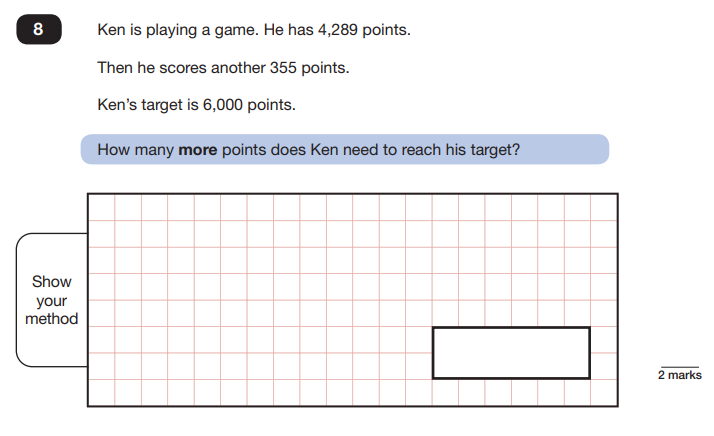 8
Ken is playing a game. He has 4,289 points.
Then he scores another 355 points.
Ken's target is 6,000 points.
How many more points does Ken need to reach his target?
Show
your
method
2 marks